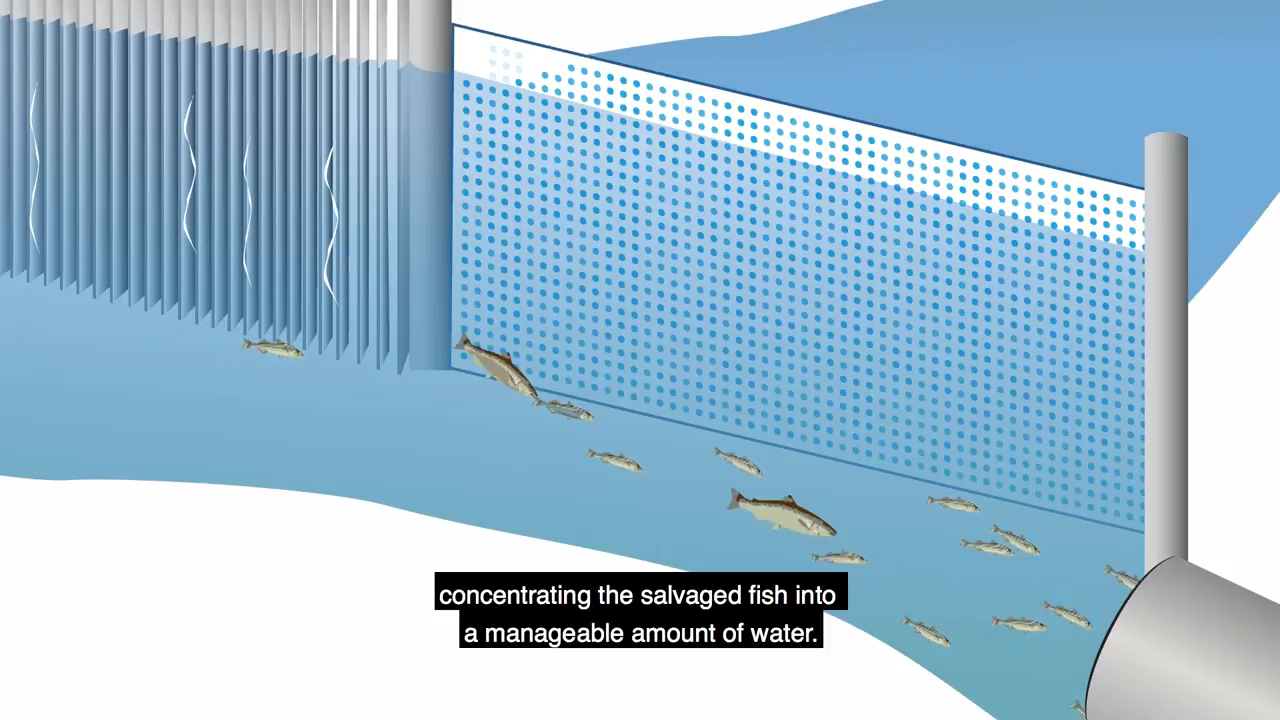 concentrating the salvaged fish into
a manageable amount of water.